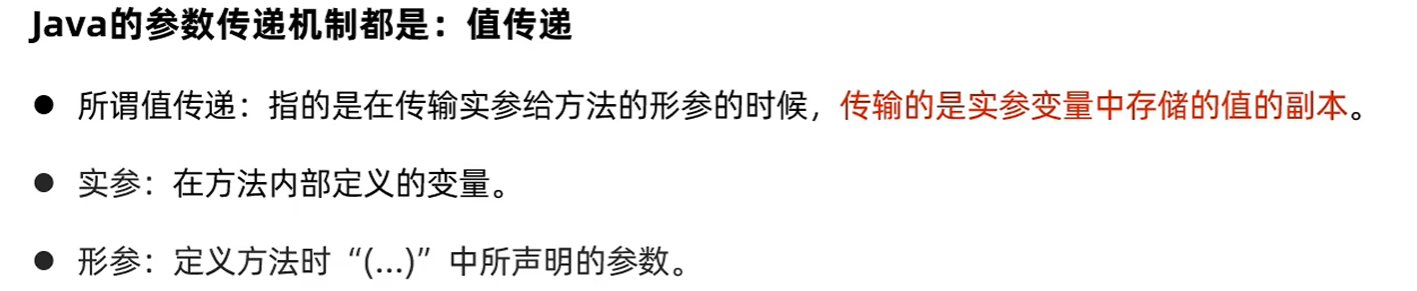 Java的参数传递机制都是：值传递
● 所谓值传递：指的是在传输实参给方法的形参的时候，传输的是实参变量中存储的值的副本。
● 实参：在方法内部定义的变量。
● 形参：定义方法时“(…)”中所声明的参数。